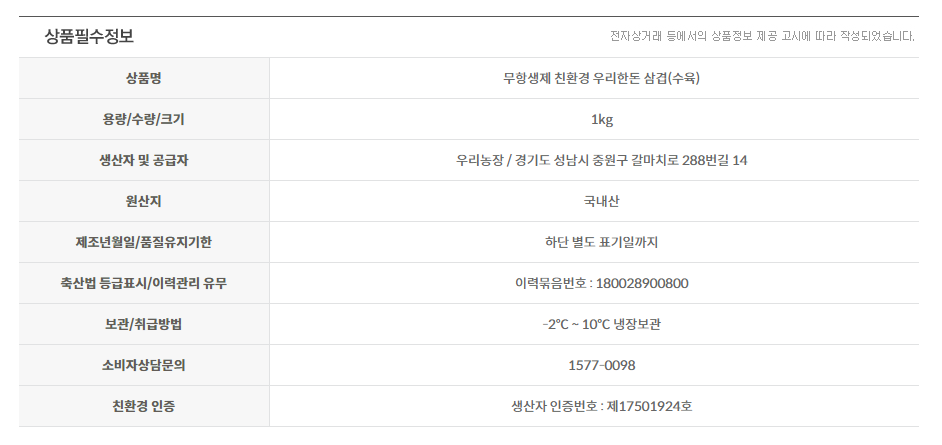 상품필수정보
전자상거래 등에서의 상품정보 제공 고시에 따라 작성되었습니다.
상품명 무항생제 친환경 우리한돈 삼겹(수육)
용량/수량/크기 1kg
생산자 및 공급자 우리농장 / 경기도 성남시 중원구 갈마치로 288번길 14
원산지 국내산
제조년월일/품질유지기한 하단 별도 표기일까지
축산법 등급표시/이력관리 유무 이력묶음번호 : 180028900800
보관/취급방법 -2℃ ~ 10℃ 냉장보관
소비자상담문의 1577-0098
친환경 인증 생산자 인증번호 : 제17501924호